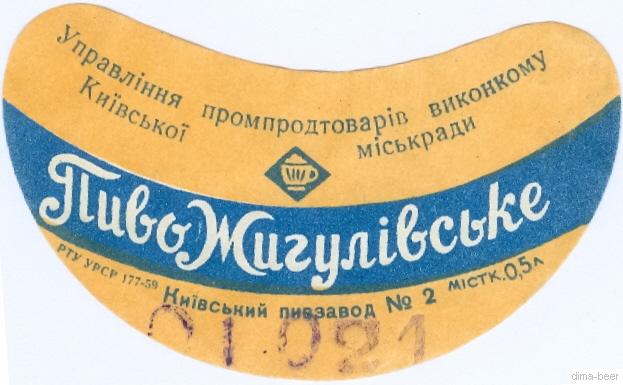 Управління промпродтоварів виконкому
Київської міськради
Пиво Жигулівське
РТУ УРСР 177-59
Київський пивзавод № 2
МІСТК. 0,5 л
dima-beer